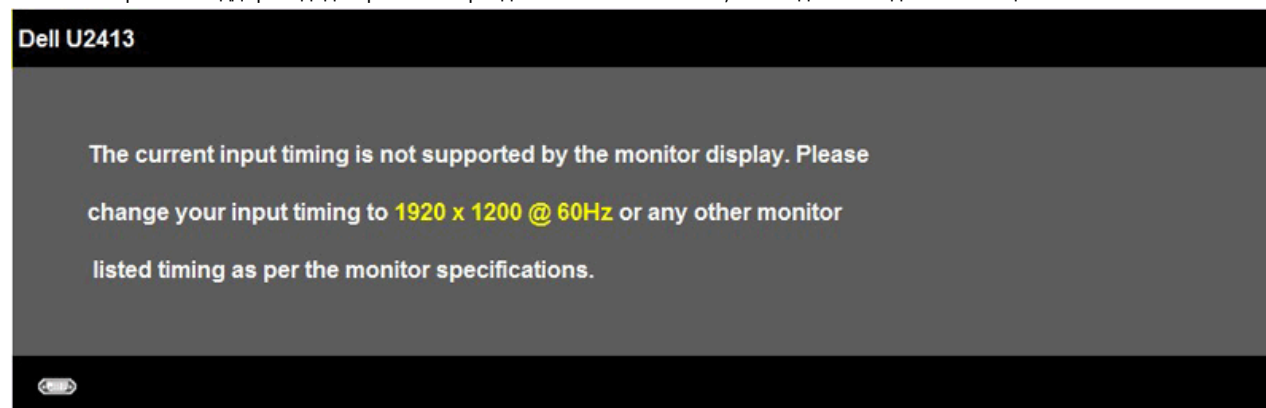 Dell U2413
The current input timing is not supported by the monitor display. Please
change your input timing to 1920 x 1200 @ 60Hz or any other monitor
listed timing as per the monitor specifications.